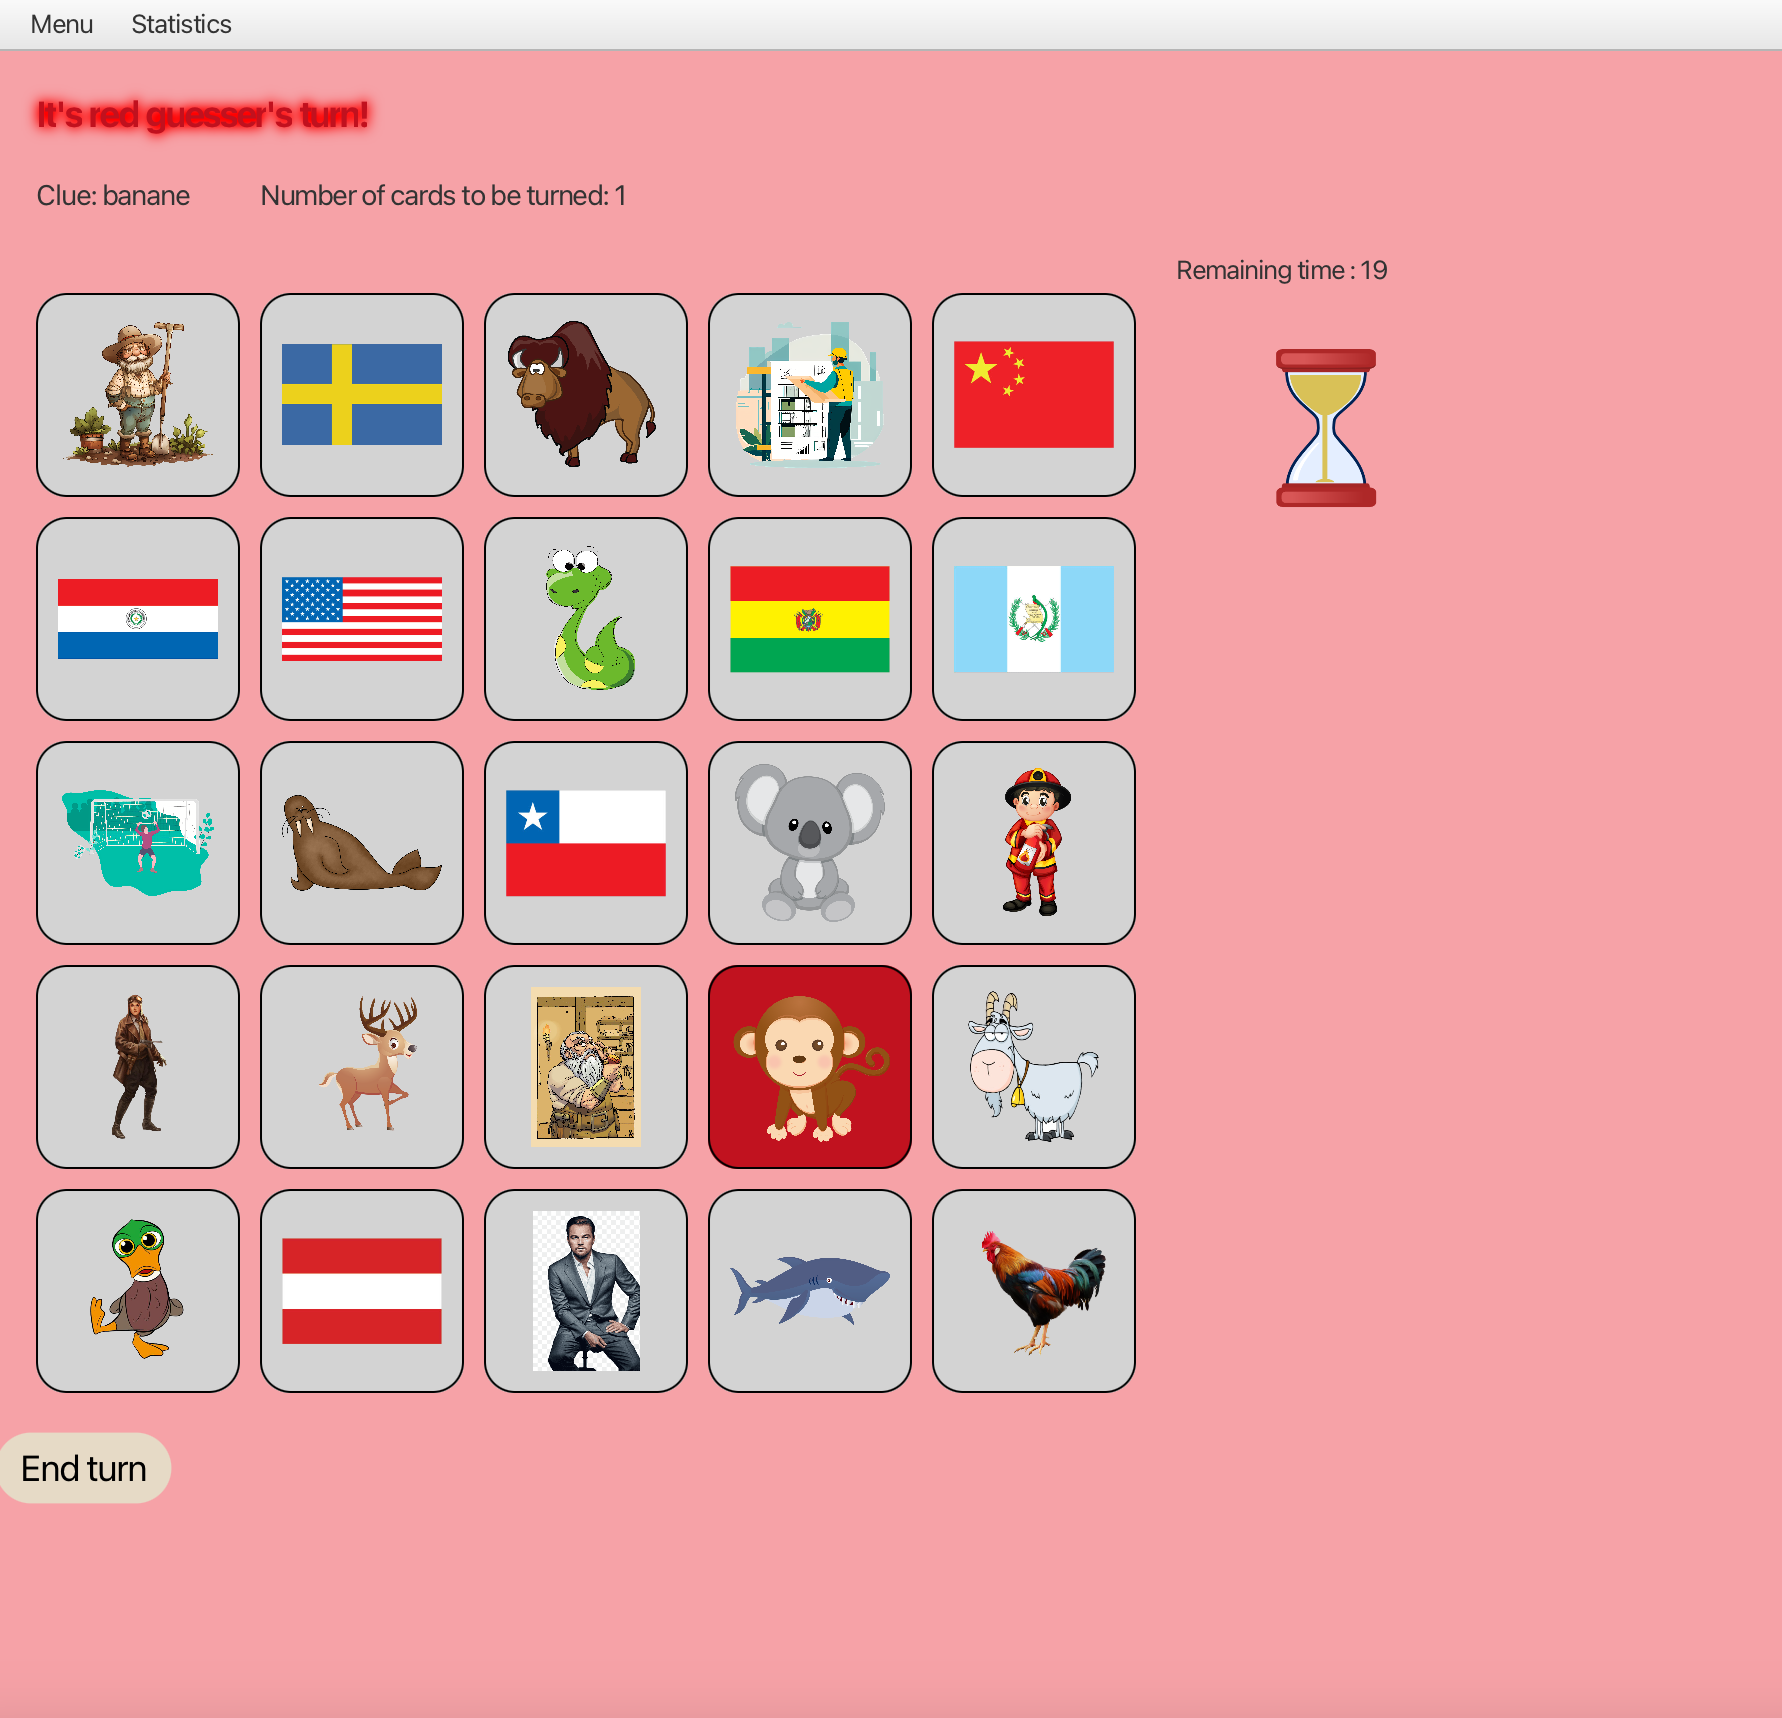 Menu Statistics
It's red guesser's turn!
Clue: banane Number of cards to be turned: 1
Remaining time : 19
End turn